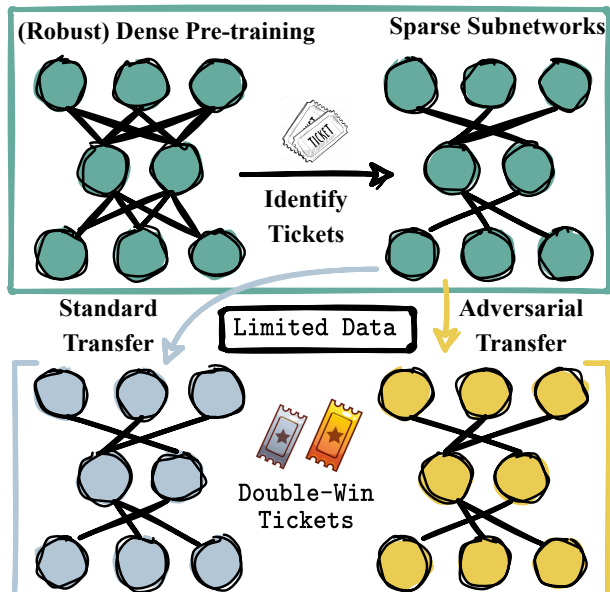 (Robust) Dense Pre-training
Sparse Subnetworks
TICKET
Identify
Tickets
Standard
Transfer
Limited Data
Adversarial
Transfer
Double-Win
Tickets